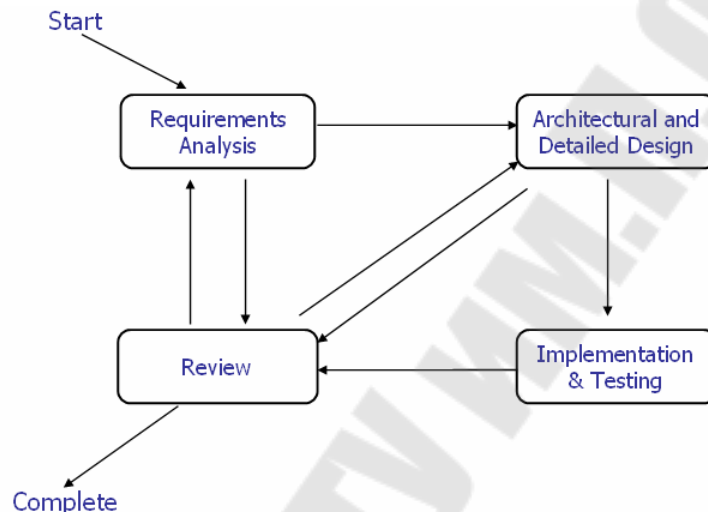 Start
Requirements
Analysis
Architectural and
Detailed Design
Review
Implementation
& Testing
Complete